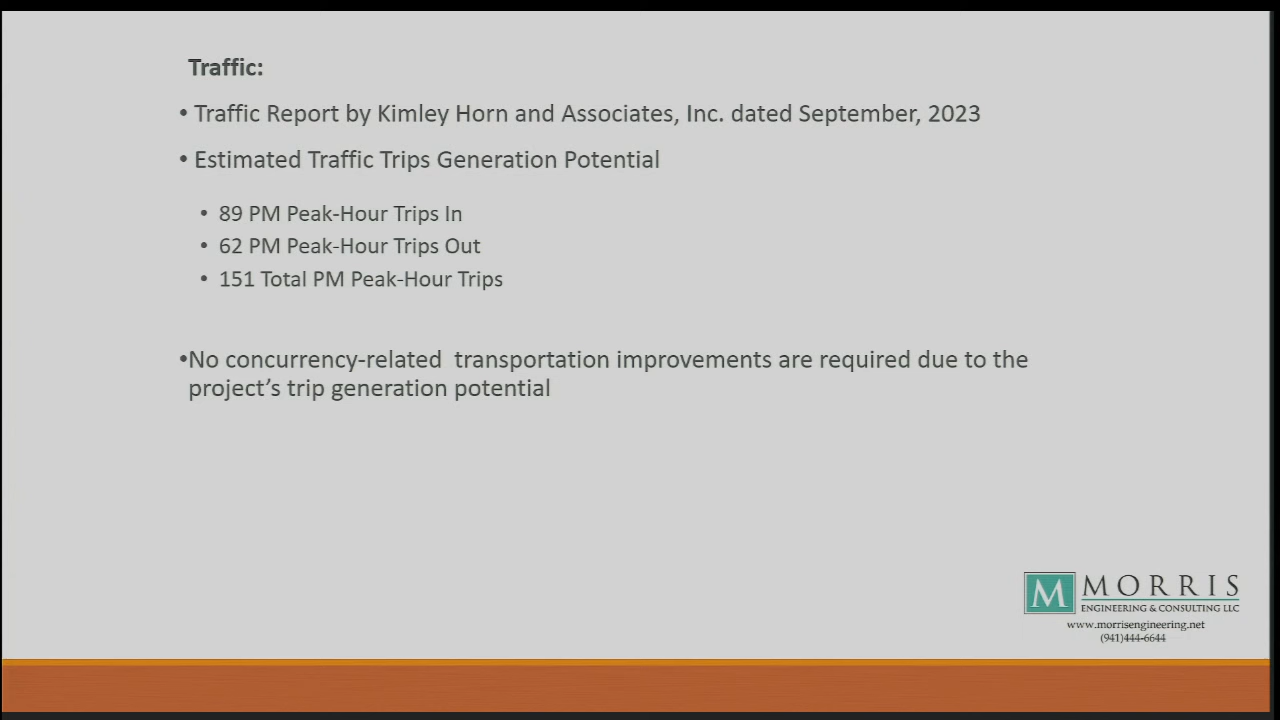 Traffic:
• Traffic Report by Kimley Horn and Associates, Inc. dated September, 2023
• Estimated Traffic Trips Generation Potential
• 89 PM Peak-Hour Trips In
• 62 PM Peak-Hour Trips Out
• 151 Total PM Peak-Hour Trips
•No concurrency-related  transportation improvements are required due to the
project’s trip generation potential
M MORRIS
ENGINEERING & CONSULTING LLC
www.morrisengineering.net
(941)444-6644